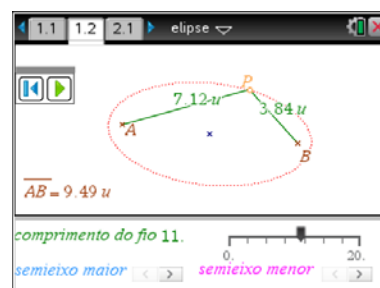 1.1 1.2 2.1 elipse
P
7.12 u 3.84 u
A
B
AB = 9.49 u
comprimento do fio 11.
0. 20.
semieixo maior semieixo menor